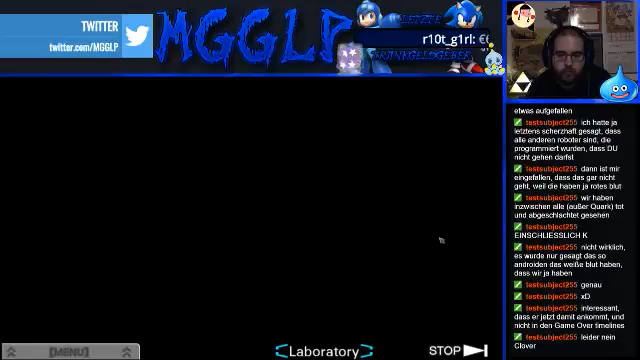 TWITTER
twitter.com/MGGLP
MGGLP
LETZTE
r10t_g1rl: €6
TRINKGELDGEBER
etwas aufgefallen
testsubject255: ich hatte ja
letztens scherzhaft gesagt, dass
alle anderen roboter sind, die
programmiert wurden, dass DU
nicht gehen darfst
testsubject255: dann ist mir
eingefallen, dass das gar nicht
geht, weil die haben ja rotes blut
testsubject255: wir haben
inzwischen alle (außer Quark) tot
und abgeschlachtet gesehen
testsubject255:
EINSCHLIESSLICH K
testsubject255: nicht wirklich,
es wurde nur gesagt das so
androiden das weiße blut haben,
dass wir ja haben
testsubject255: genau
testsubject255: xD
testsubject255: interessant,
dass er jetzt damit ankommt, und
nicht in den Game Over timelines
testsubject255: leider nein
Clover
[MENU]
Laboratory
STOP